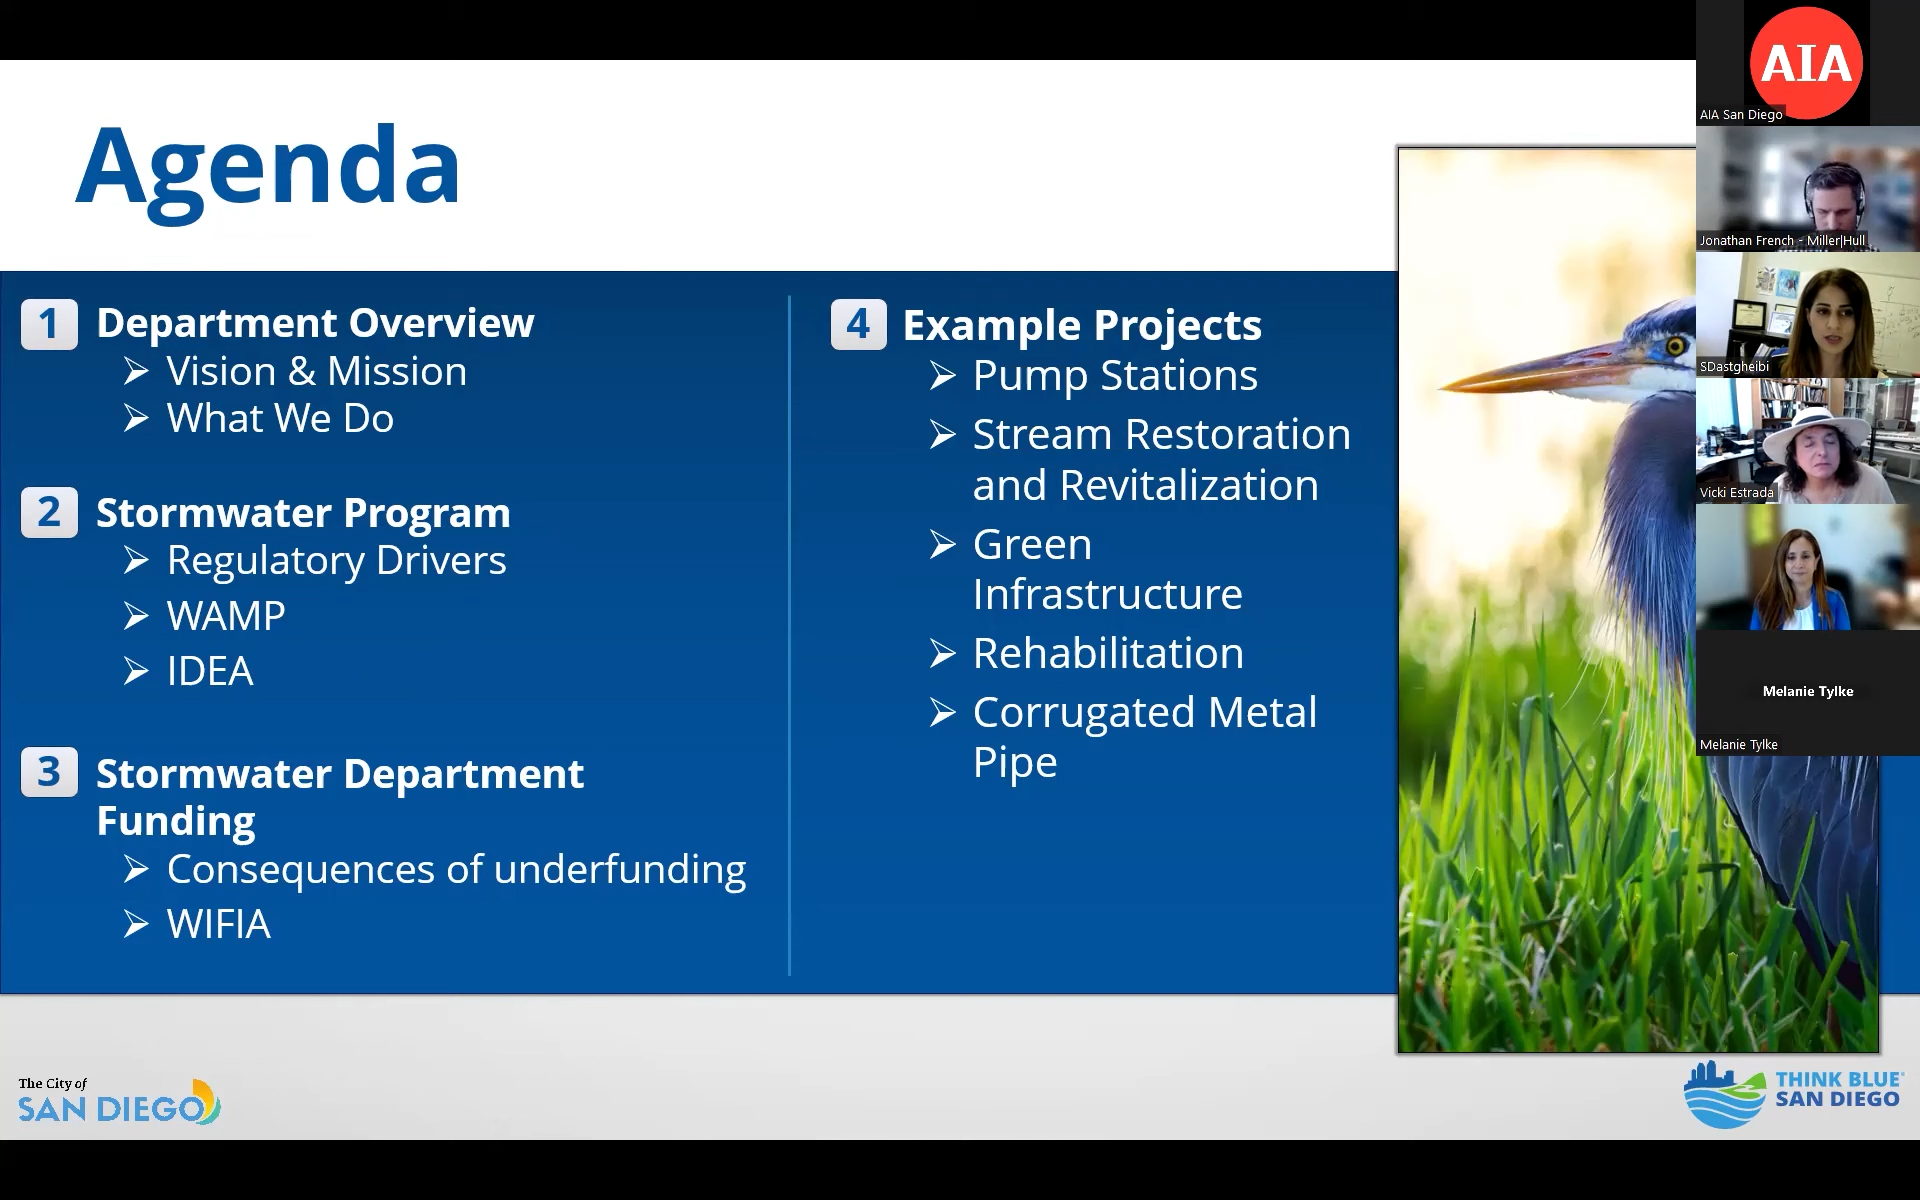 Agenda
1 Department Overview
➢ Vision & Mission
➢ What We Do
2 Stormwater Program
➢ Regulatory Drivers
➢ WAMP
➢ IDEA
3 Stormwater Department
Funding
➢ Consequences of underfunding
➢ WIFIA
4 Example Projects
➢ Pump Stations
➢ Stream Restoration
and Revitalization
➢ Green
Infrastructure
➢ Rehabilitation
➢ Corrugated Metal
Pipe
The City of
SAN DIEGO
THINK BLUE
SAN DIEGO
AIA
AIA San Diego
Jonathan French - Miller|Hull
SDastgheibi
Vicki Estrada
Melanie Tylke
Melanie Tylke